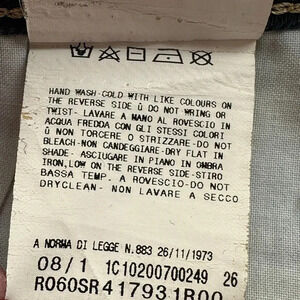 HAND WASH-COLD WITH LIKE COLOURS ON
THE REVERSE SIDE Ü DO NOT WRING OR
TWIST- LAVARE A MANO AL ROVESCIO IN
ACQUA FREDDA CON GLI STESSI COLORI
Ü NON TORCERE O STRIZZARE-DO NOT
BLEACH-NON CANDEGGIARE-DRY FLAT IN
SHADE- ASCIUGARE IN PIANO IN OMBRA
IRON,LOW ON THE REVERSE SIDE-STIRO
BASSA TEMP. A ROVESCIO-DO NOT
DRYCLEAN- NON LAVARE A SECCO
A NORMA DI LEGGE N.883 26/11/1973
08/1 1C10200700249 26
R060SR 41793 1R00